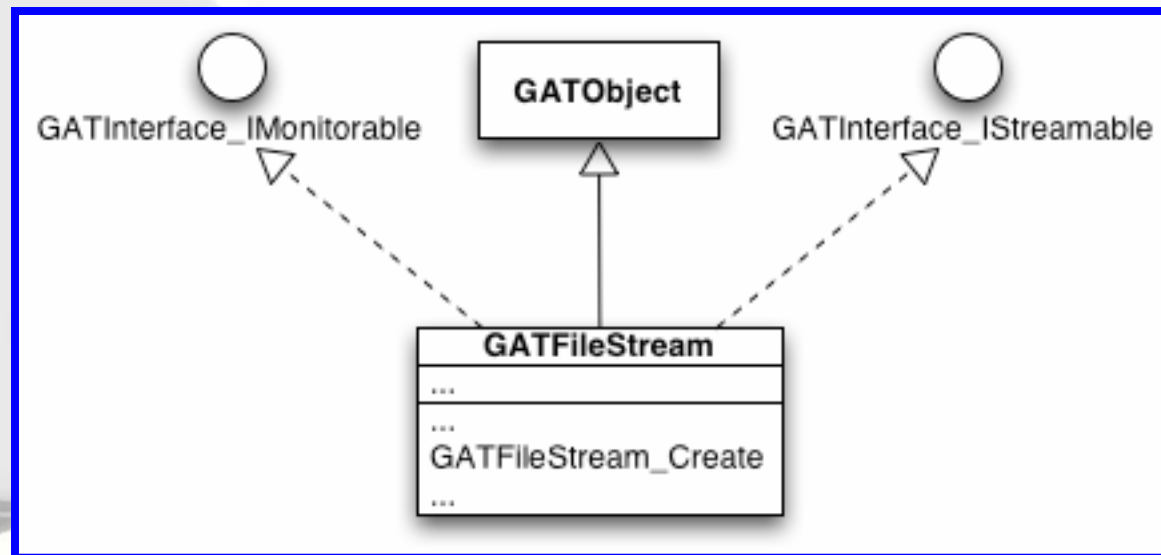 GATObject
GATInterface_IMonitorable
GATInterface_IStreamable
GATFileStream
...
...
GATFileStream_Create
...